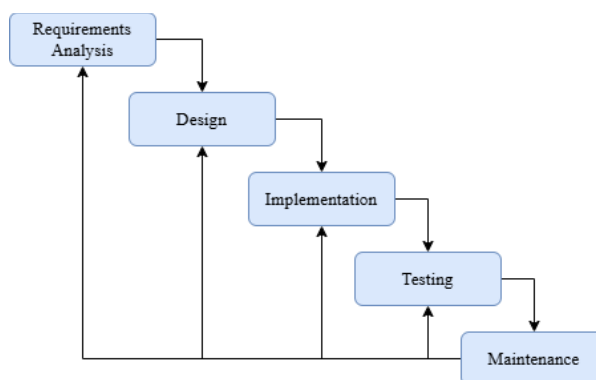 Requirements
Analysis
Design
Implementation
Testing
Maintenance